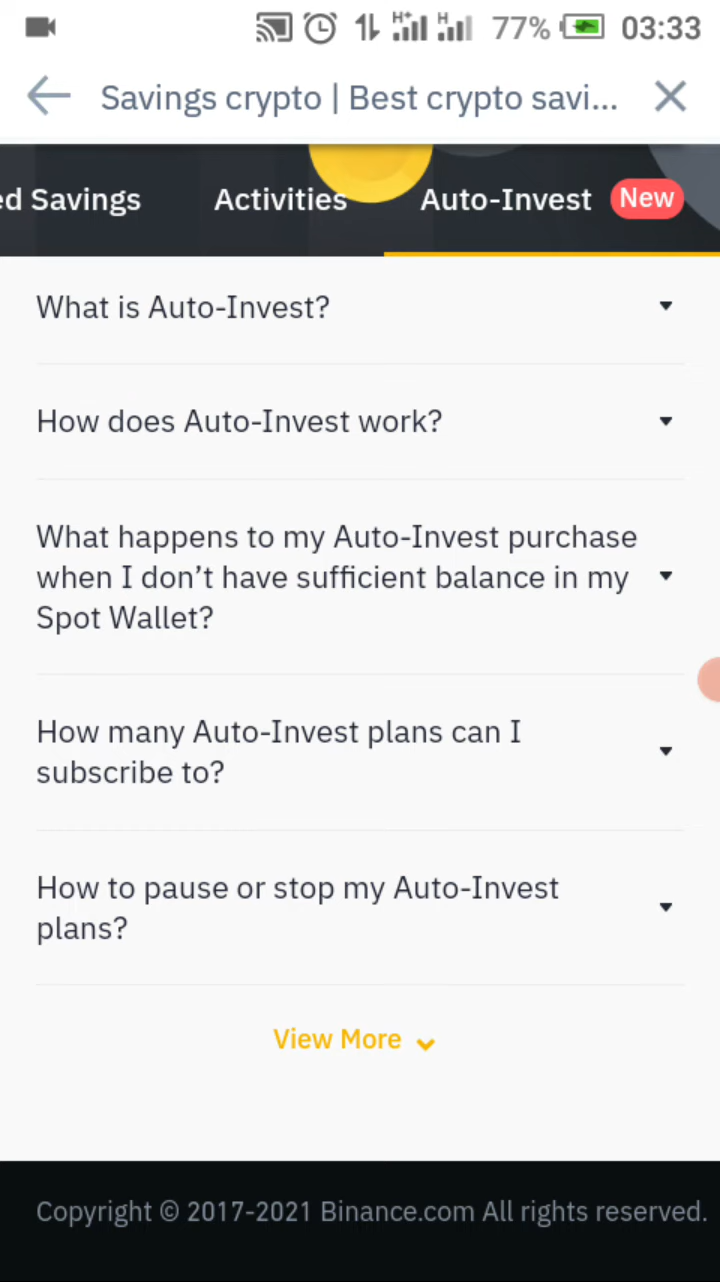 77% 03:33
Savings crypto | Best crypto savi...
ed Savings Activities Auto-Invest New
What is Auto-Invest?
How does Auto-Invest work?
What happens to my Auto-Invest purchase
when I don’t have sufficient balance in my
Spot Wallet?
How many Auto-Invest plans can I
subscribe to?
How to pause or stop my Auto-Invest
plans?
View More
Copyright © 2017-2021 Binance.com All rights reserved.